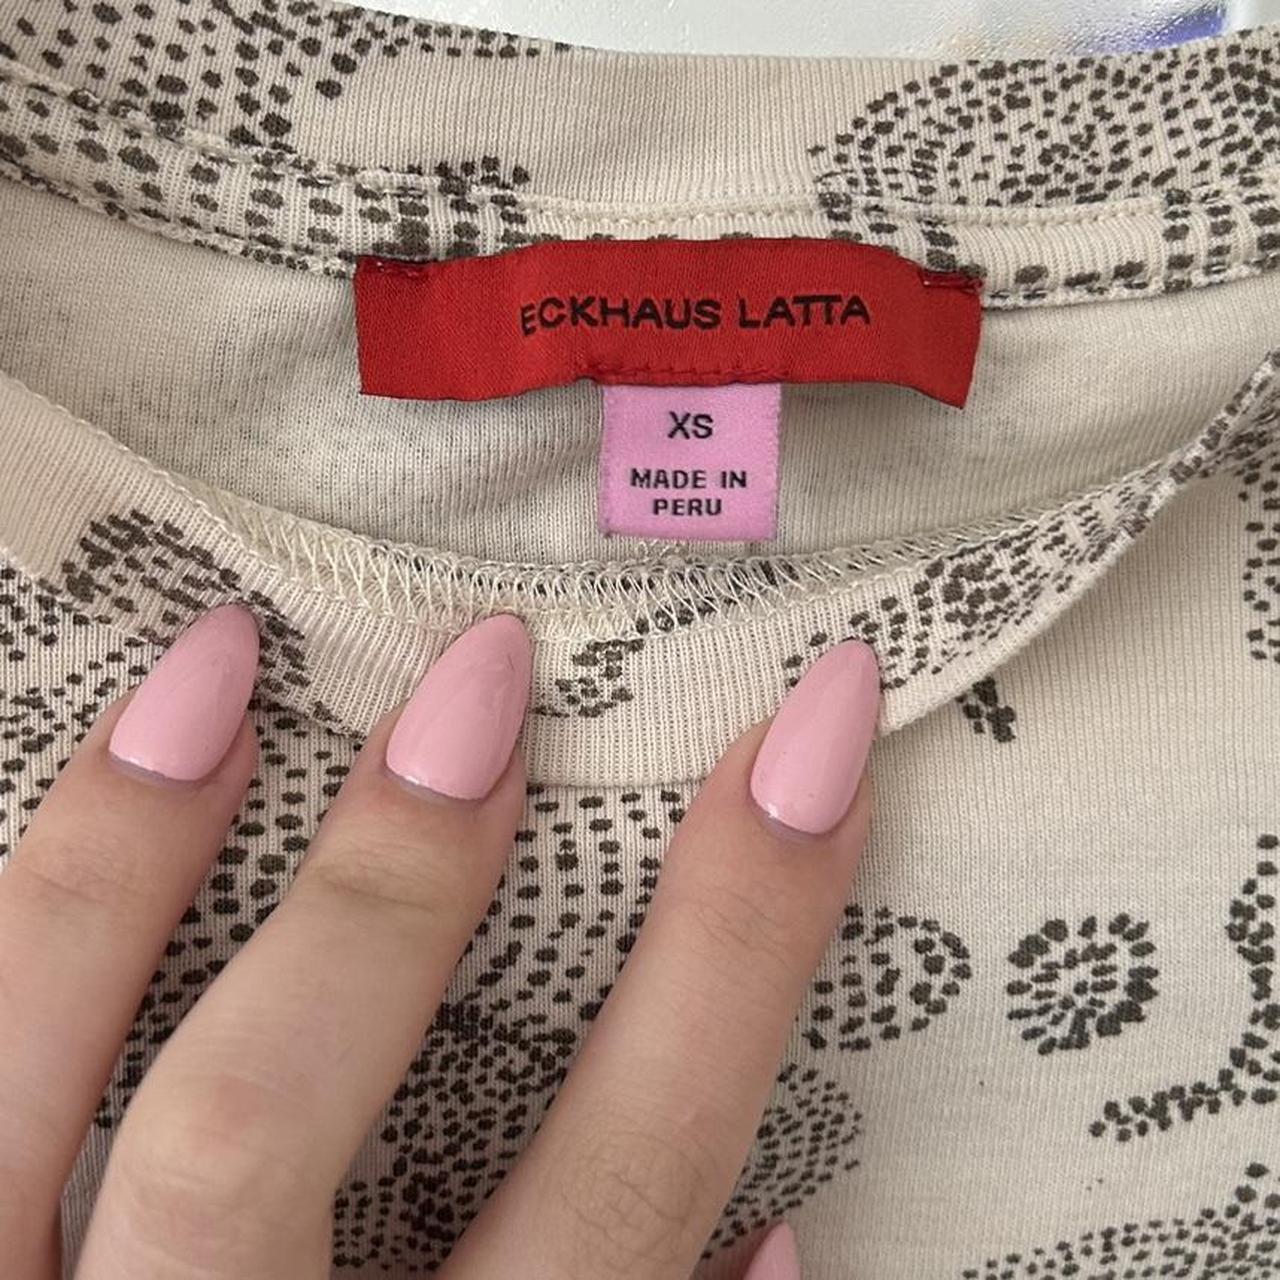 ECKHAUS LATTA
XS
MADE IN
PERU